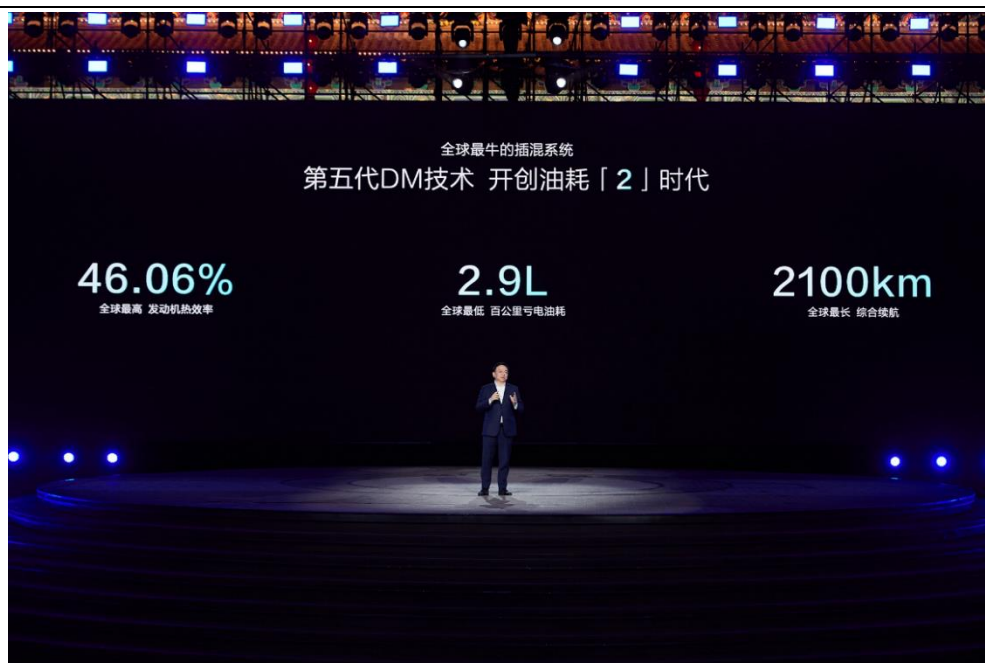 全球最牛的插混系统
第五代DM技术 开创油耗「2」时代
46.06%
全球最高 发动机热效率
2.9L
全球最低 百公里亏电油耗
2100km
全球最长 综合续航